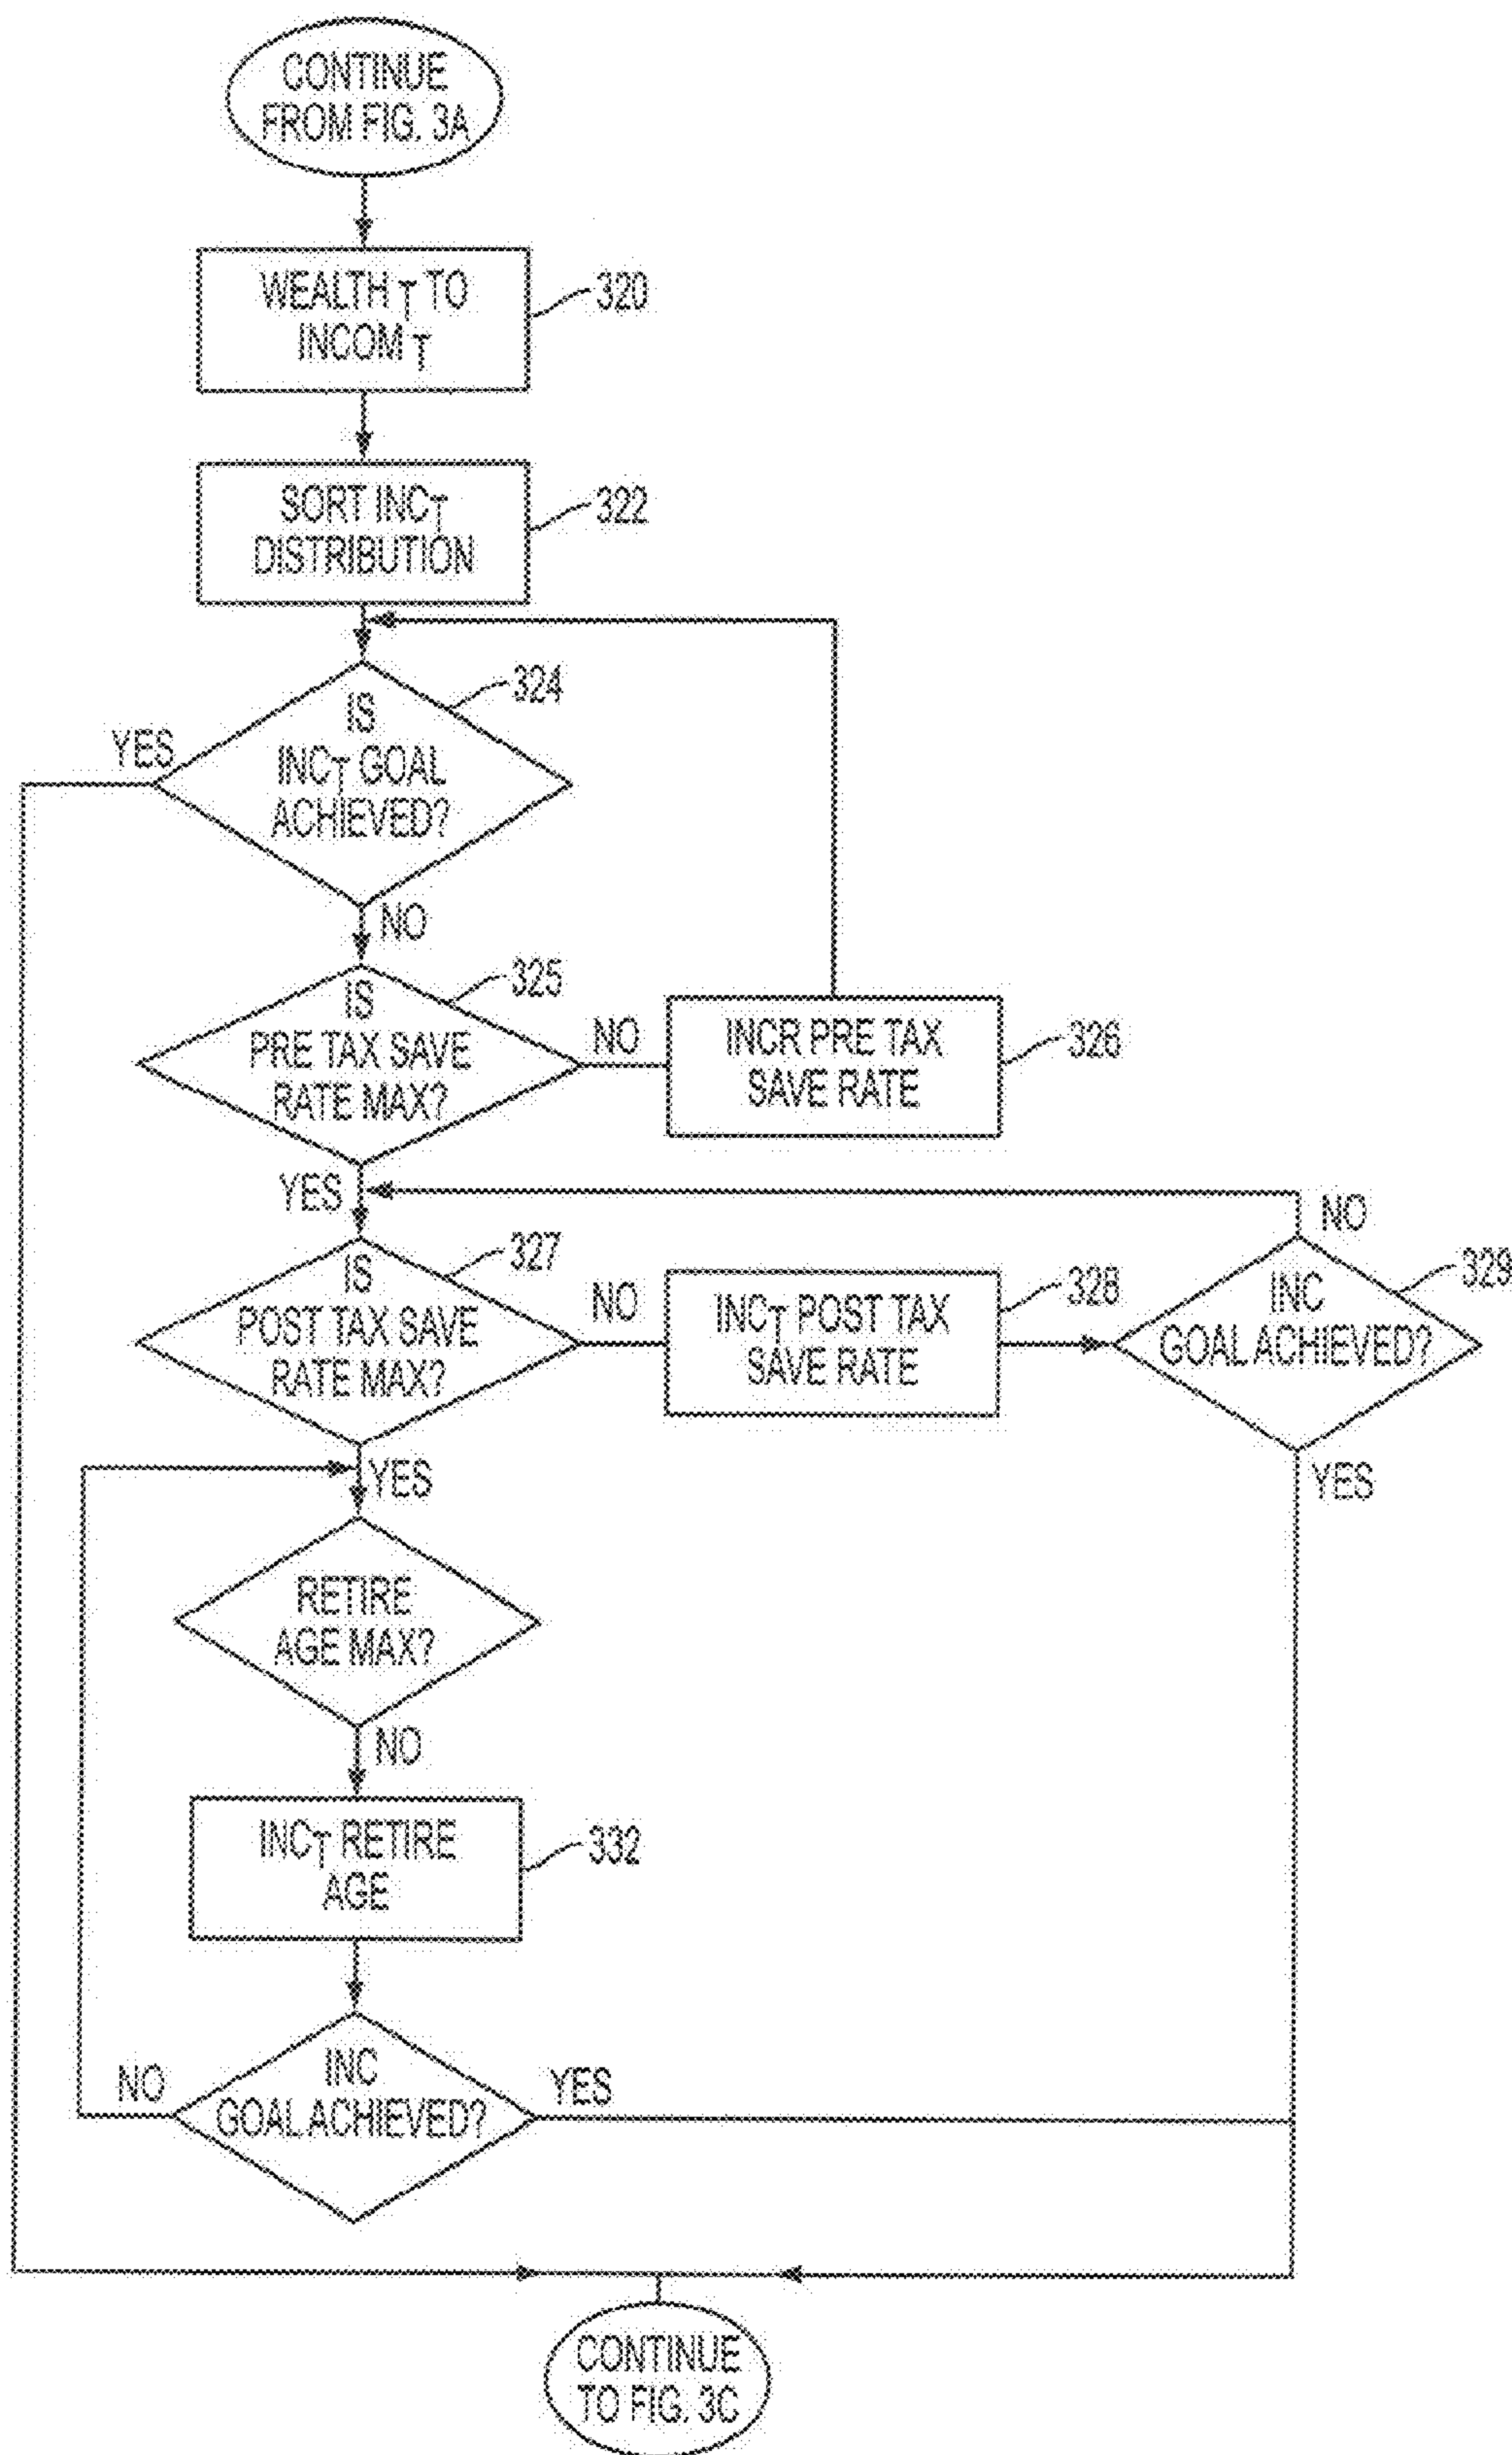 CONTINUE
FROM FIG. 3A
WEALTH T TO
INCOM T
320
SORT INCT
DISTRIBUTION
322
IS
INCT GOAL
ACHIEVED?
324
YES
NO
IS
PRE TAX SAVE
RATE MAX?
325
NO
INCR PRE TAX
SAVE RATE
326
YES
IS
POST TAX SAVE
RATE MAX?
327
NO
INCT POST TAX
SAVE RATE
328
INC
GOAL ACHIEVED?
329
NO
YES
YES
RETIRE
AGE MAX?
NO
INCT RETIRE
AGE
332
INC
GOAL ACHIEVED?
NO
YES
CONTINUE
TO FIG. 3C